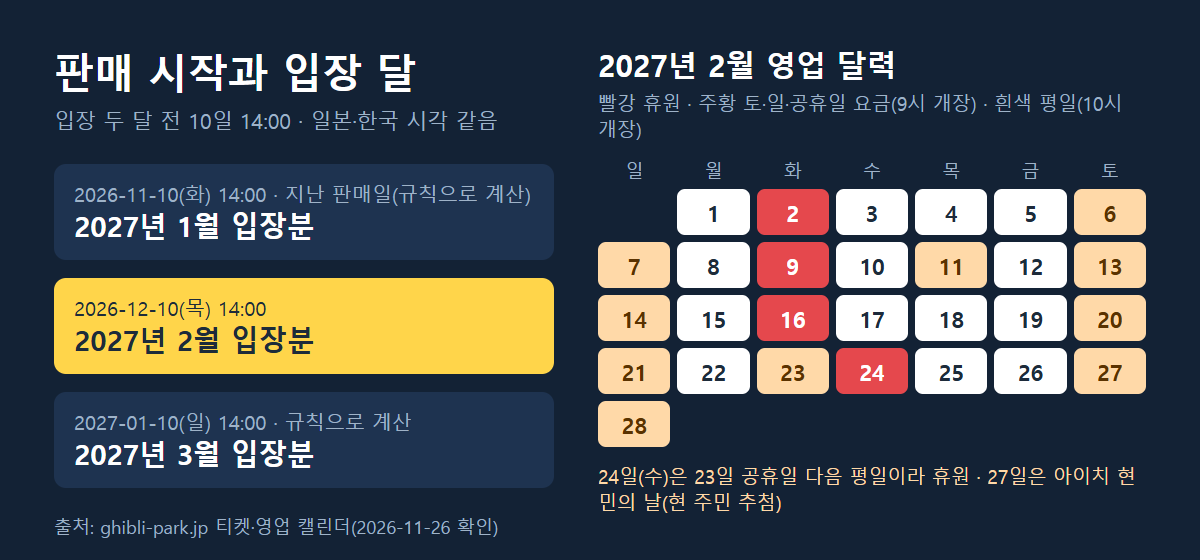 판매 시작과 입장 달
입장 두 달 전 10일 14:00 · 일본·한국 시각 같음
2026-11-10(화) 14:00 · 지난 판매일(규칙으로 계산)
2027년 1월 입장분
2026-12-10(목) 14:00
2027년 2월 입장분
2027-01-10(일) 14:00 · 규칙으로 계산
2027년 3월 입장분
출처: ghibli-park.jp 티켓·영업 캘린더(2026-11-26 확인)
2027년 2월 영업 달력
빨강 휴원 · 주황 토·일·공휴일 요금(9시 개장) · 흰색 평일(10시
개장)
일 월 화 수 목 금 토
1 2 3 4 5 6
7 8 9 10 11 12 13
14 15 16 17 18 19 20
21 22 23 24 25 26 27
28
24일(수)은 23일 공휴일 다음 평일이라 휴원 · 27일은 아이치 현
민의 날(현 주민 추첨)